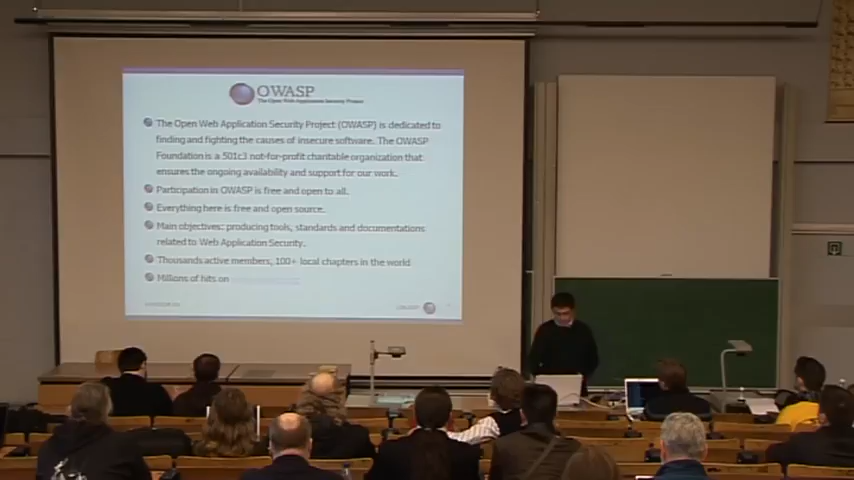 OWASP
The Open Web Application Security Project
The Open Web Application Security Project (OWASP) is dedicated to
finding and fighting the causes of insecure software. The OWASP
Foundation is a 501c3 not-for-profit charitable organization that
ensures the ongoing availability and support for our work.
Participation in OWASP is free and open to all.
Everything here is free and open source.
Main objectives: producing tools, standards and documentations
related to Web Application Security.
Thousands active members, 100+ local chapters in the world
Millions of hits on